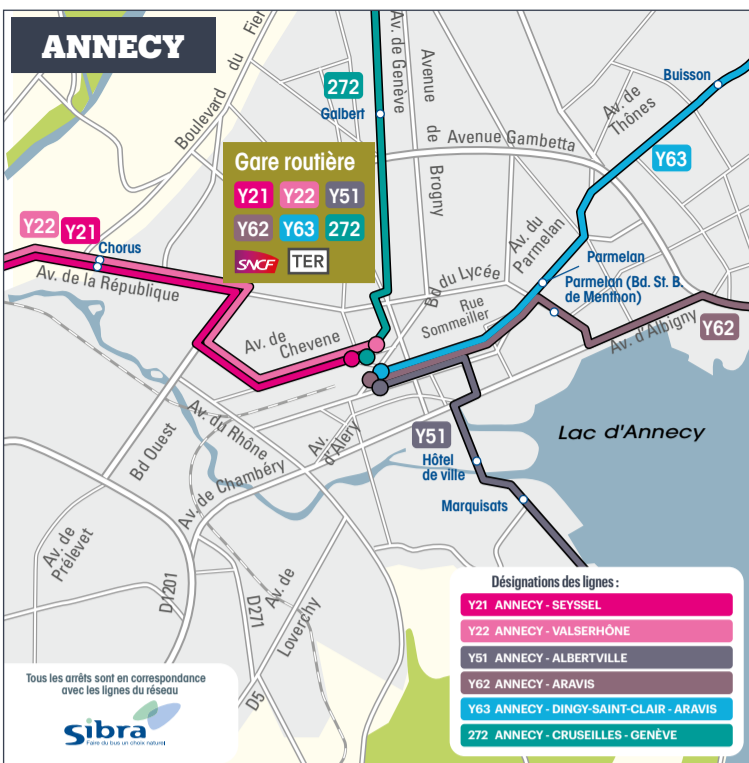 ANNECY
Boulevard du Fier
272
Galbert
Av. de Genève
Avenue de Brogny
Avenue Gambetta
Buisson
Av. de Thônes
Y63
Gare routière
Y21 Y22 Y51
Y62 Y63 272
SNCF TER
Y22 Y21
Chorus
Av. de la République
Av. du Parmelan
Bd du Lycée
Parmelan
Parmelan (Bd. St. B.
de Menthon)
Rue
Sommeiller
Av. de
Chevene
Av. d'Albigny
Y62
Av. du Rhône
Bd Ouest
Av.
d'Aléry
Y51
Lac d'Annecy
Hôtel
de ville
Av. de Chambéry
Marquisats
Av. de
Prélevet
D1201
D271
Av. de
Loverchy
D5
Désignations des lignes :
Y21 ANNECY - SEYSSEL
Y22 ANNECY - VALSERHÔNE
Y51 ANNECY - ALBERTVILLE
Y62 ANNECY - ARAVIS
Y63 ANNECY - DINGY-SAINT-CLAIR - ARAVIS
272 ANNECY - CRUSEILLES - GENÈVE
Tous les arrêts sont en correspondance
avec les lignes du réseau
sibra
Faire du bus un choix naturel